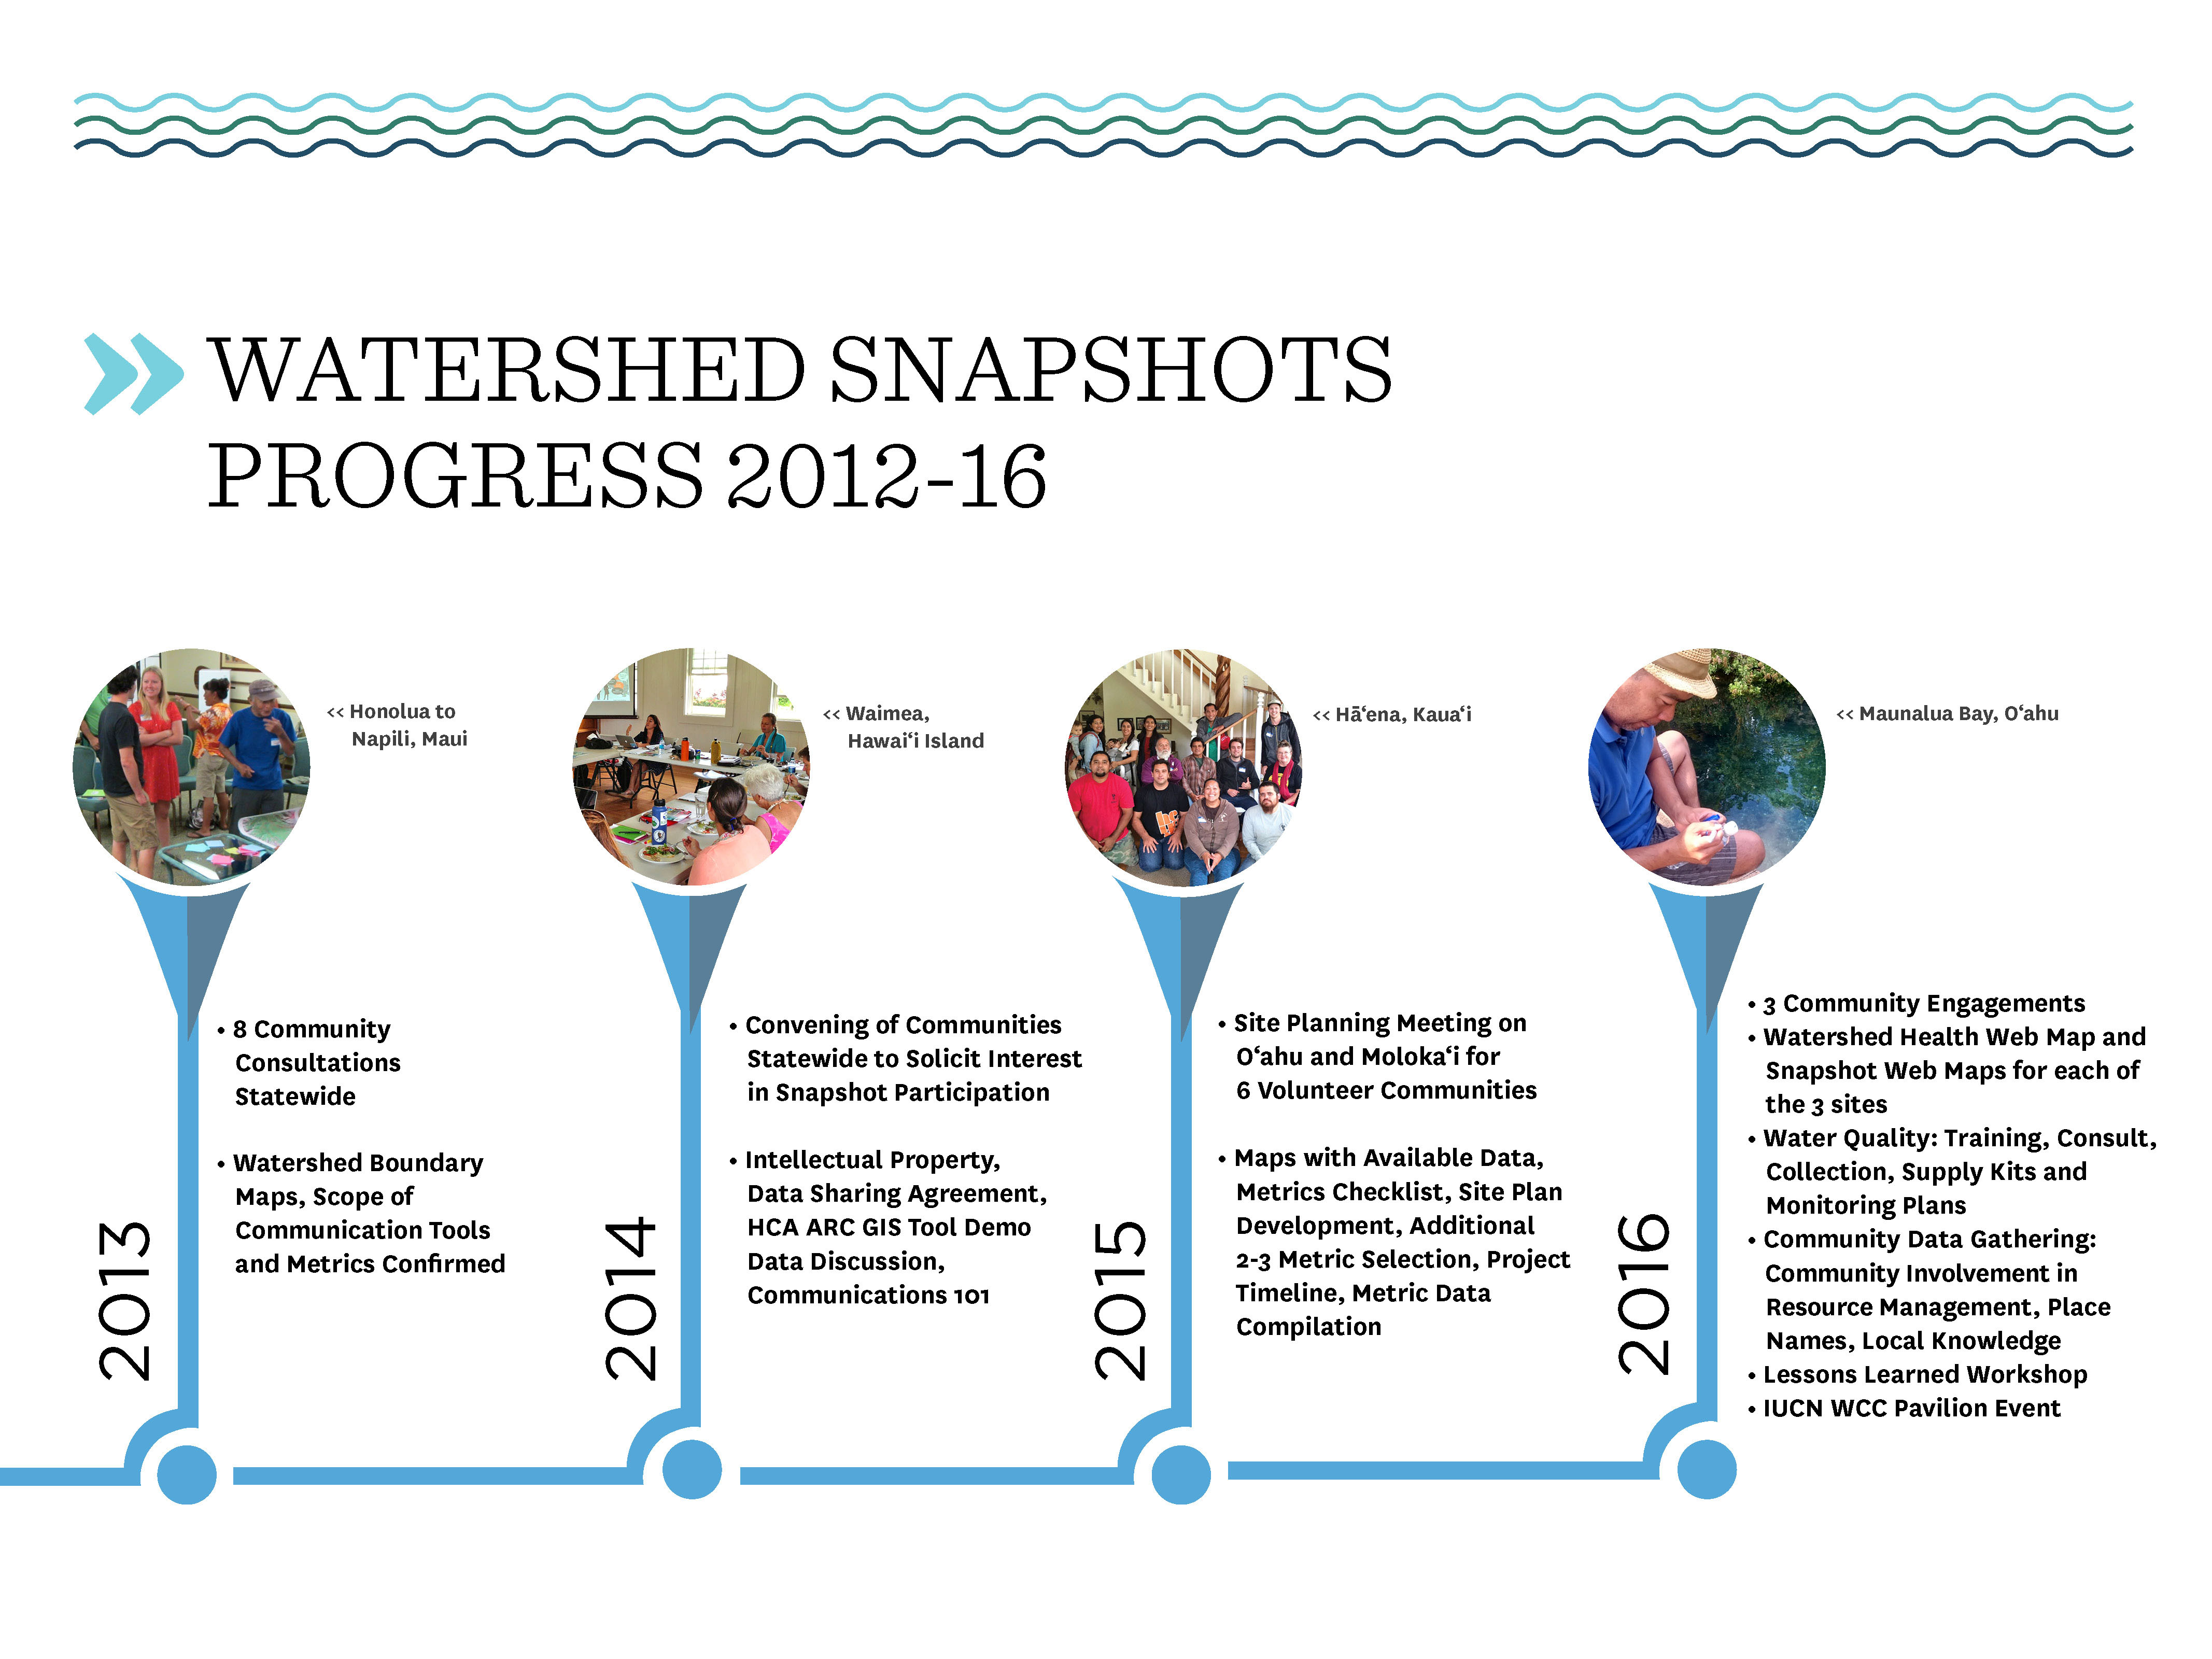 WATERSHED SNAPSHOTS
PROGRESS 2012-16
<< Honolua to
Napili, Maui
<< Waimea,
Hawaiʻi Island
<< Hāʻena, Kauaʻi
<< Maunalua Bay, Oʻahu
2013
• 8 Community
Consultations
Statewide
• Watershed Boundary
Maps, Scope of
Communication Tools
and Metrics Confirmed
2014
• Convening of Communities
Statewide to Solicit Interest
in Snapshot Participation
• Intellectual Property,
Data Sharing Agreement,
HCA ARC GIS Tool Demo
Data Discussion,
Communications 101
2015
• Site Planning Meeting on
Oʻahu and Molokaʻi for
6 Volunteer Communities
• Maps with Available Data,
Metrics Checklist, Site Plan
Development, Additional
2-3 Metric Selection, Project
Timeline, Metric Data
Compilation
2016
• 3 Community Engagements
• Watershed Health Web Map and
Snapshot Web Maps for each of
the 3 sites
• Water Quality: Training, Consult,
Collection, Supply Kits and
Monitoring Plans
• Community Data Gathering:
Community Involvement in
Resource Management, Place
Names, Local Knowledge
• Lessons Learned Workshop
• IUCN WCC Pavilion Event